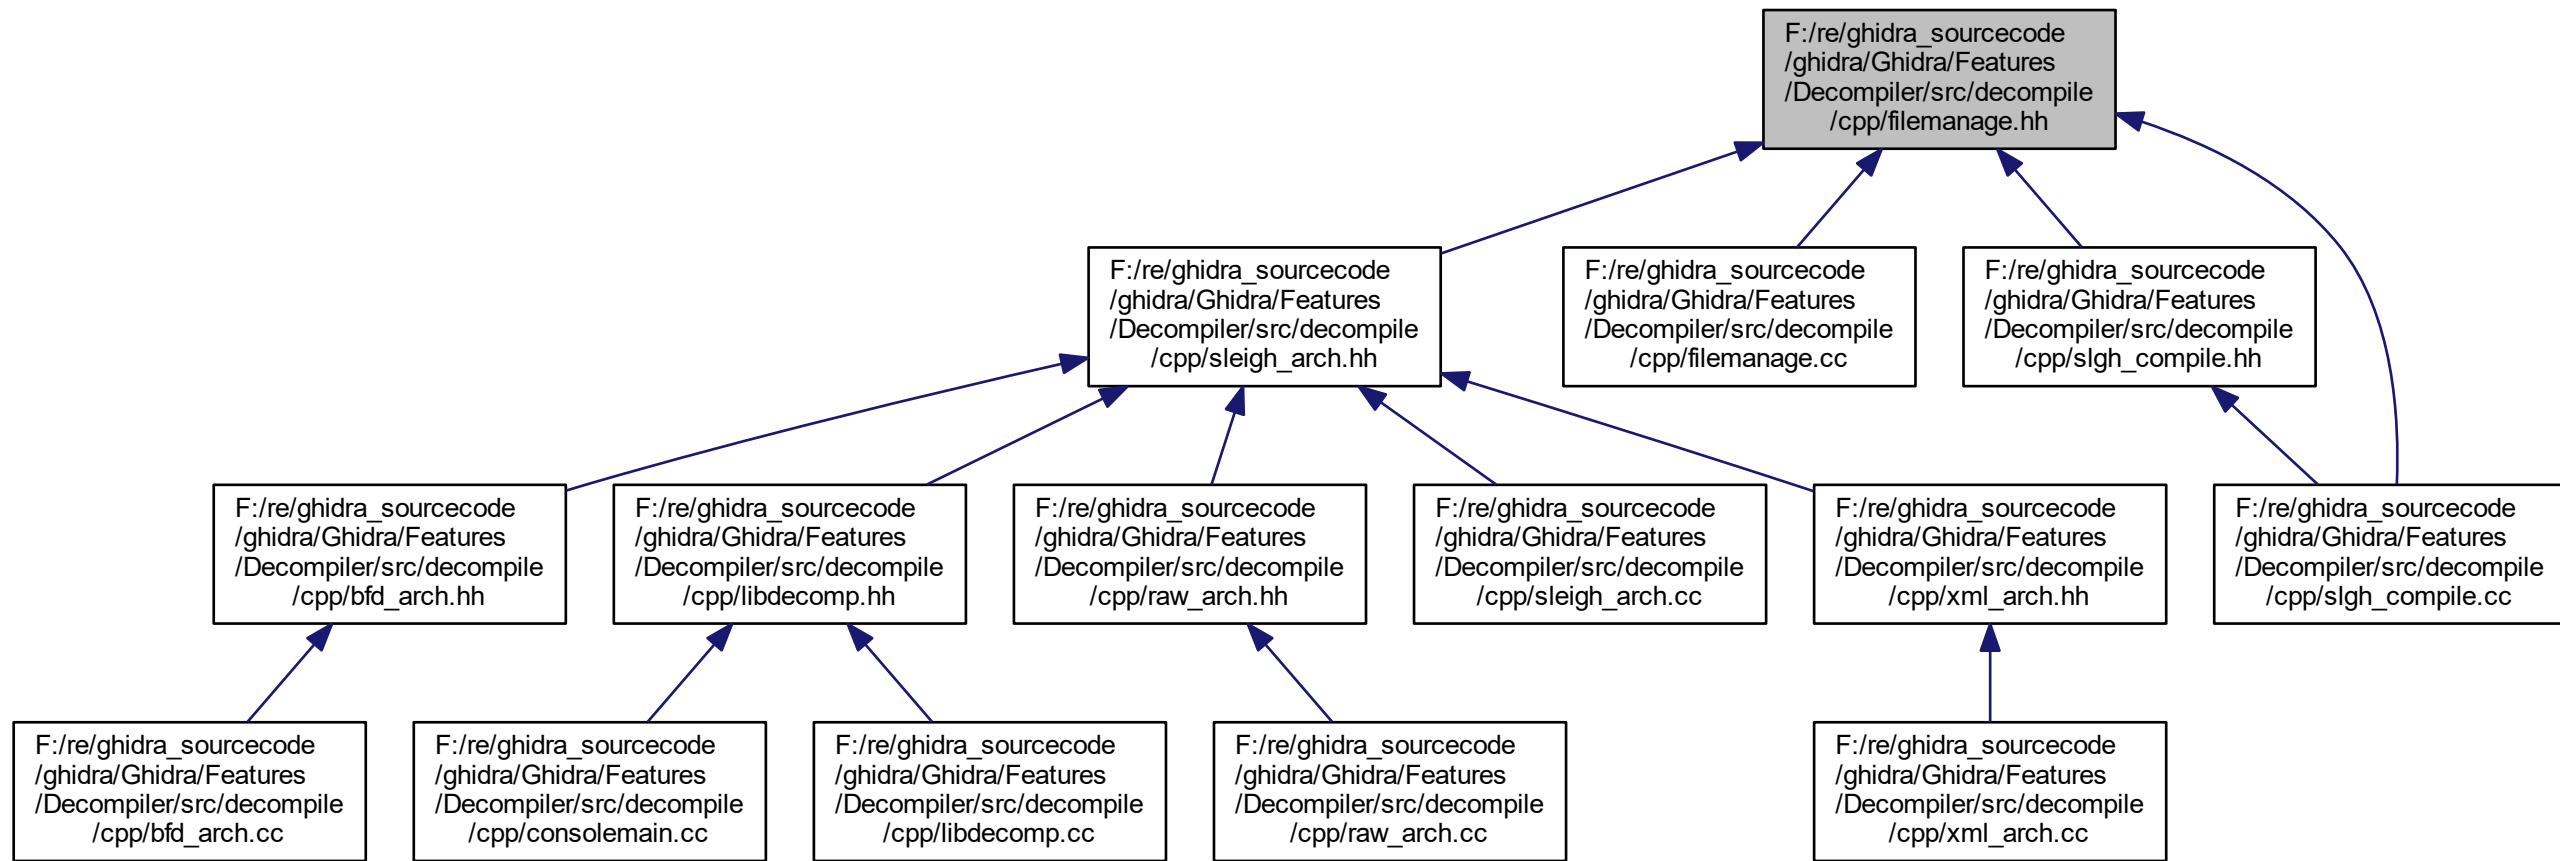 F:/re/ghidra_sourcecode
/ghidra/Ghidra/Features
/Decompiler/src/decompile
/cpp/filemanage.hh
F:/re/ghidra_sourcecode
/ghidra/Ghidra/Features
/Decompiler/src/decompile
/cpp/sleigh_arch.hh
F:/re/ghidra_sourcecode
/ghidra/Ghidra/Features
/Decompiler/src/decompile
/cpp/filemanage.cc
F:/re/ghidra_sourcecode
/ghidra/Ghidra/Features
/Decompiler/src/decompile
/cpp/slgh_compile.hh
F:/re/ghidra_sourcecode
/ghidra/Ghidra/Features
/Decompiler/src/decompile
/cpp/bfd_arch.hh
F:/re/ghidra_sourcecode
/ghidra/Ghidra/Features
/Decompiler/src/decompile
/cpp/libdecomp.hh
F:/re/ghidra_sourcecode
/ghidra/Ghidra/Features
/Decompiler/src/decompile
/cpp/raw_arch.hh
F:/re/ghidra_sourcecode
/ghidra/Ghidra/Features
/Decompiler/src/decompile
/cpp/sleigh_arch.cc
F:/re/ghidra_sourcecode
/ghidra/Ghidra/Features
/Decompiler/src/decompile
/cpp/xml_arch.hh
F:/re/ghidra_sourcecode
/ghidra/Ghidra/Features
/Decompiler/src/decompile
/cpp/slgh_compile.cc
F:/re/ghidra_sourcecode
/ghidra/Ghidra/Features
/Decompiler/src/decompile
/cpp/bfd_arch.cc
F:/re/ghidra_sourcecode
/ghidra/Ghidra/Features
/Decompiler/src/decompile
/cpp/consolemain.cc
F:/re/ghidra_sourcecode
/ghidra/Ghidra/Features
/Decompiler/src/decompile
/cpp/libdecomp.cc
F:/re/ghidra_sourcecode
/ghidra/Ghidra/Features
/Decompiler/src/decompile
/cpp/raw_arch.cc
F:/re/ghidra_sourcecode
/ghidra/Ghidra/Features
/Decompiler/src/decompile
/cpp/xml_arch.cc